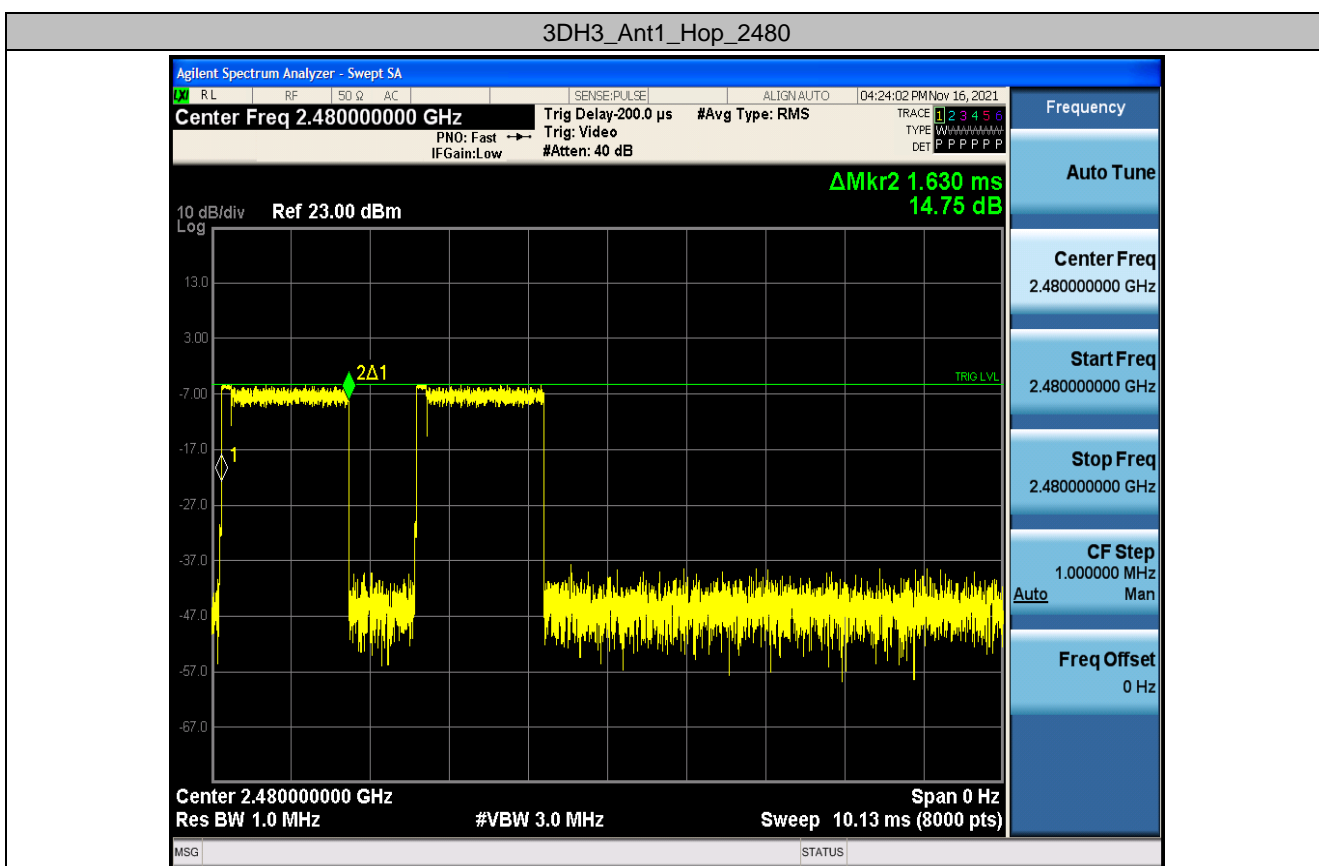 3DH3_Ant1_Hop_2480
Agilent Spectrum Analyzer - Swept SA
LXI RL RF 50 Ω AC SENSE:PULSE ALIGN AUTO 04:24:02 PM Nov 16, 2021
Center Freq 2.480000000 GHz
PNO: Fast
IFGain:Low
Trig Delay-200.0 µs
Trig: Video
#Atten: 40 dB
#Avg Type: RMS
TRACE 1 2 3 4 5 6
TYPE
DET P P P P P P
ΔMkr2 1.630 ms
14.75 dB
10 dB/div Ref 23.00 dBm
Log
13.0
3.00
-7.00
-17.0
-27.0
-37.0
-47.0
-57.0
-67.0
2Δ1
TRIG LVL
1
Center 2.480000000 GHz
Span 0 Hz
Res BW 1.0 MHz
#VBW 3.0 MHz
Sweep 10.13 ms (8000 pts)
MSG
STATUS
Frequency
Auto Tune
Center Freq
2.480000000 GHz
Start Freq
2.480000000 GHz
Stop Freq
2.480000000 GHz
CF Step
1.000000 MHz
Auto Man
Freq Offset
0 Hz